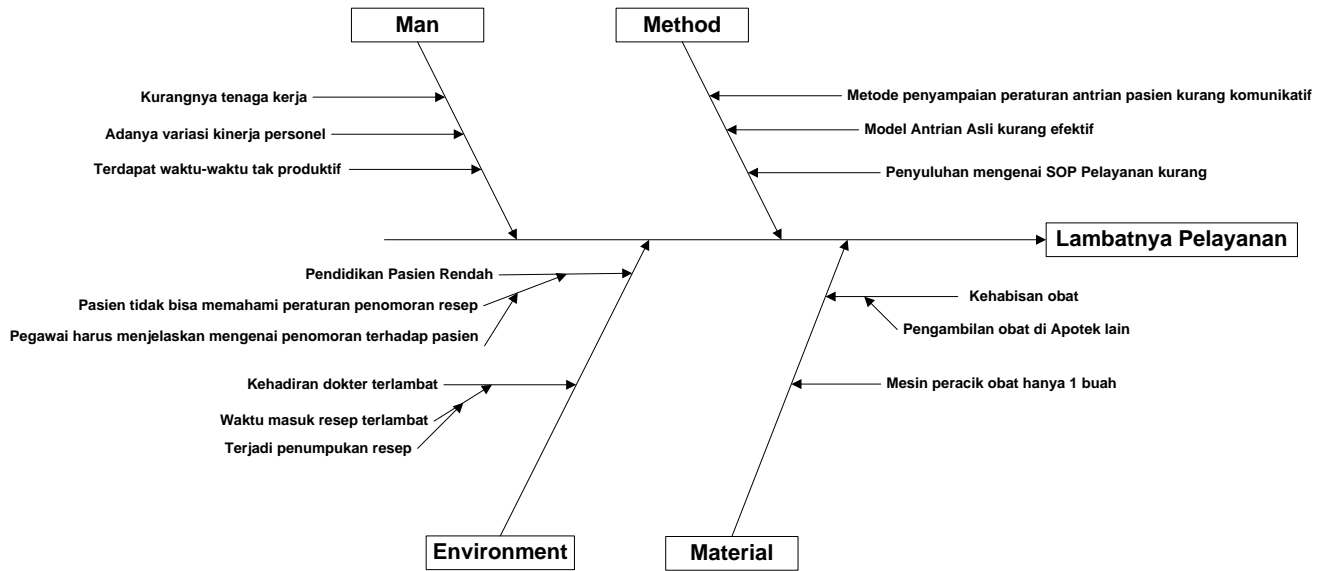 Man
Method
Kurangnya tenaga kerja
Adanya variasi kinerja personel
Terdapat waktu-waktu tak produktif
Metode penyampaian peraturan antrian pasien kurang komunikatif
Model Antrian Asli kurang efektif
Penyuluhan mengenai SOP Pelayanan kurang
Lambatnya Pelayanan
Pendidikan Pasien Rendah
Pasien tidak bisa memahami peraturan penomoran resep
Pegawai harus menjelaskan mengenai penomoran terhadap pasien
Kehadiran dokter terlambat
Waktu masuk resep terlambat
Terjadi penumpukan resep
Kehabisan obat
Pengambilan obat di Apotek lain
Mesin peracik obat hanya 1 buah
Environment
Material